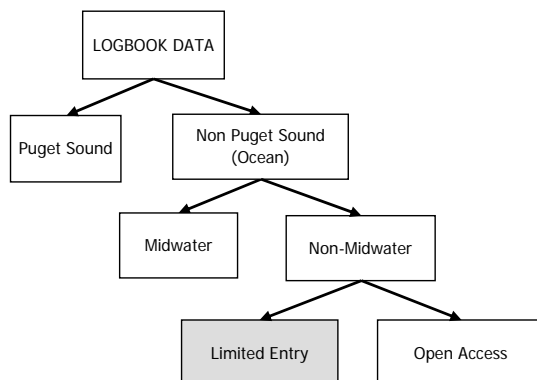 LOGBOOK DATA
Puget Sound
Non Puget Sound
(Ocean)
Midwater
Non-Midwater
Limited Entry
Open Access